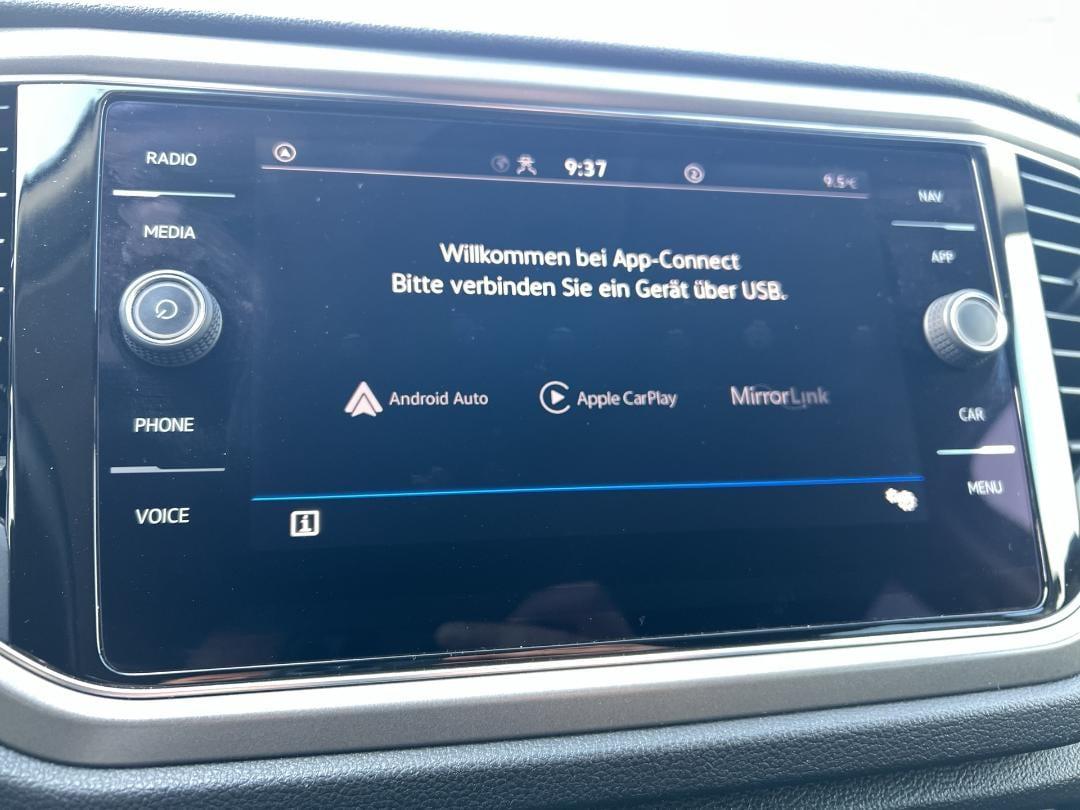 RADIO
MEDIA
PHONE
VOICE
9:37
2
9.5°C
Willkommen bei App-Connect
Bitte verbinden Sie ein Gerät über USB.
Android Auto
Apple CarPlay
MirrorLink
i
NAV
APP
CAR
MENU